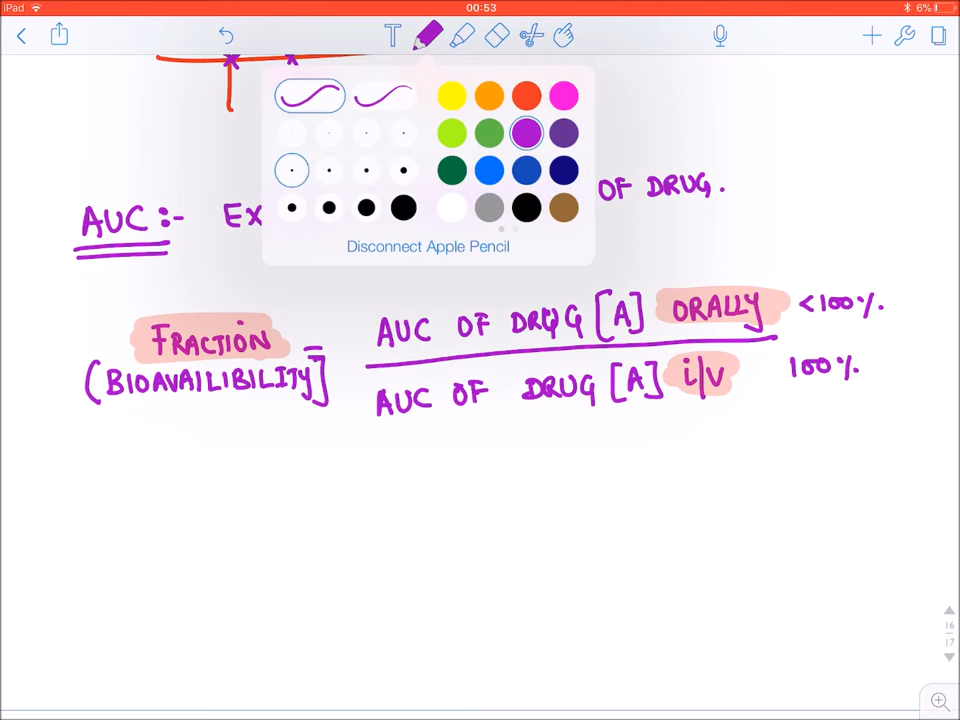 iPad 00:53 6%
T
Disconnect Apple Pencil
AUC :- EX OF DRUG.
FRACTION (BIOAVAILIBILITY) = AUC OF DRUG [A] ORALLY <100%.
AUC OF DRUG [A] i/v 100%.
16
17